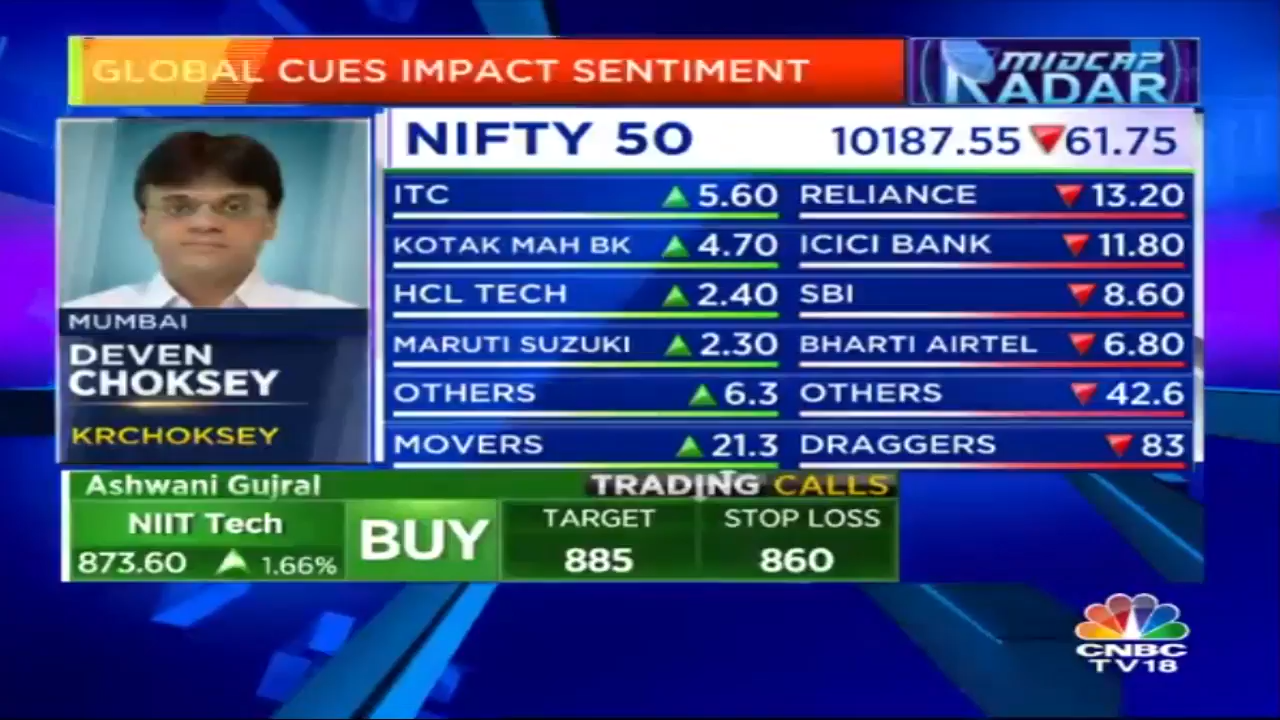 GLOBAL CUES IMPACT SENTIMENT
MIDCAP
RADAR
NIFTY 50 10187.55 ▼61.75
ITC ▲ 5.60 RELIANCE ▼ 13.20
KOTAK MAH BK ▲ 4.70 ICICI BANK ▼ 11.80
HCL TECH ▲ 2.40 SBI ▼ 8.60
MARUTI SUZUKI ▲ 2.30 BHARTI AIRTEL ▼ 6.80
OTHERS ▲ 6.3 OTHERS ▼ 42.6
MOVERS ▲ 21.3 DRAGGERS ▼ 83
MUMBAI
DEVEN
CHOKSEY
KRCHOKSEY
Ashwani Gujral TRADING CALLS
NIIT Tech
873.60 ▲ 1.66%
BUY
TARGET STOP LOSS
885 860
CNBC
TV18